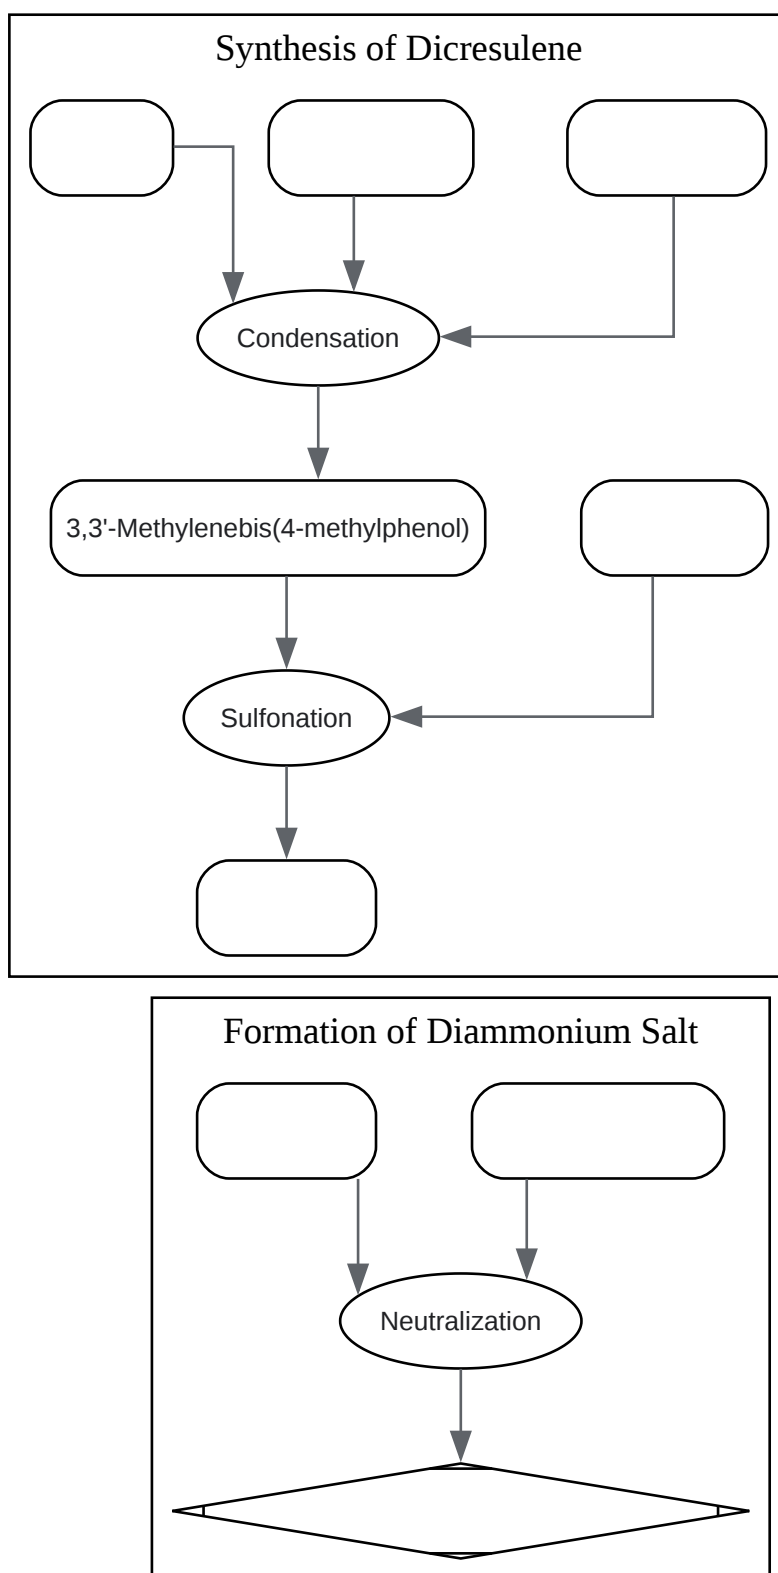 Synthesis of Dicresulene
Condensation
3,3'-Methylenebis(4-methylphenol)
Sulfonation
Formation of Diammonium Salt
Neutralization